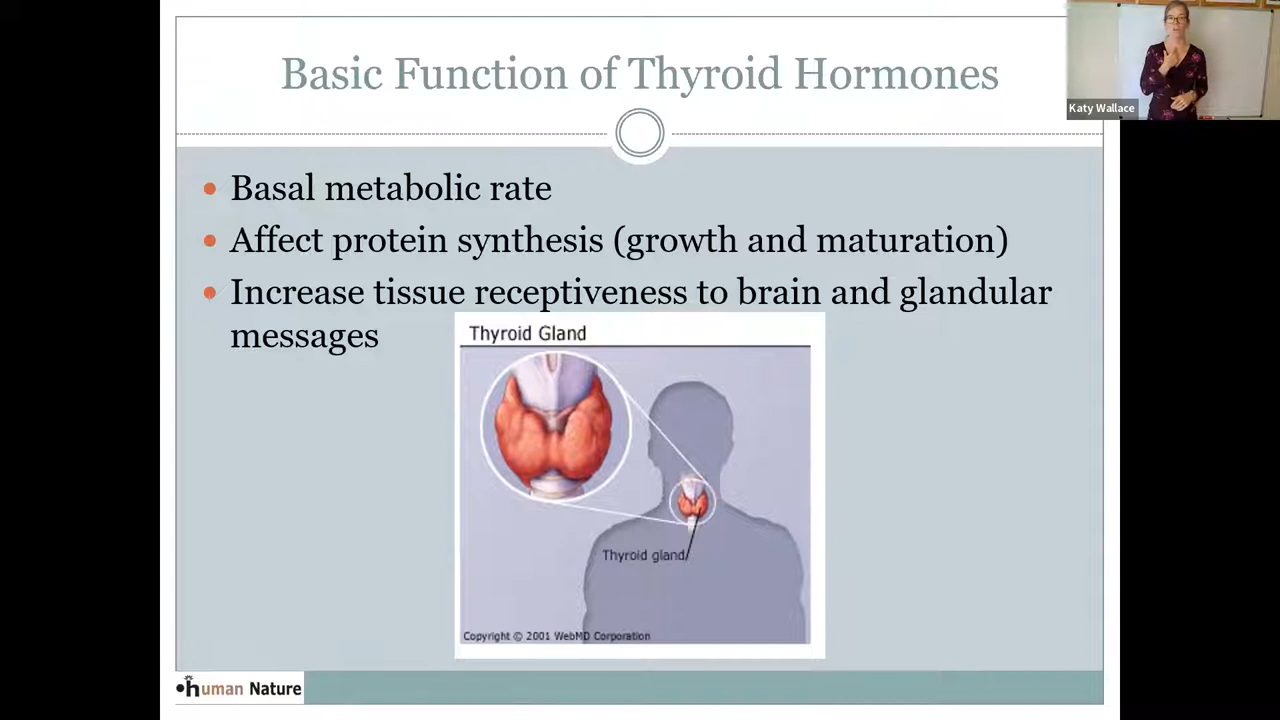 Basic Function of Thyroid Hormones
Katy Wallace
• Basal metabolic rate
• Affect protein synthesis (growth and maturation)
• Increase tissue receptiveness to brain and glandular
messages
Thyroid Gland
Thyroid gland
Copyright © 2001 WebMD Corporation
human Nature